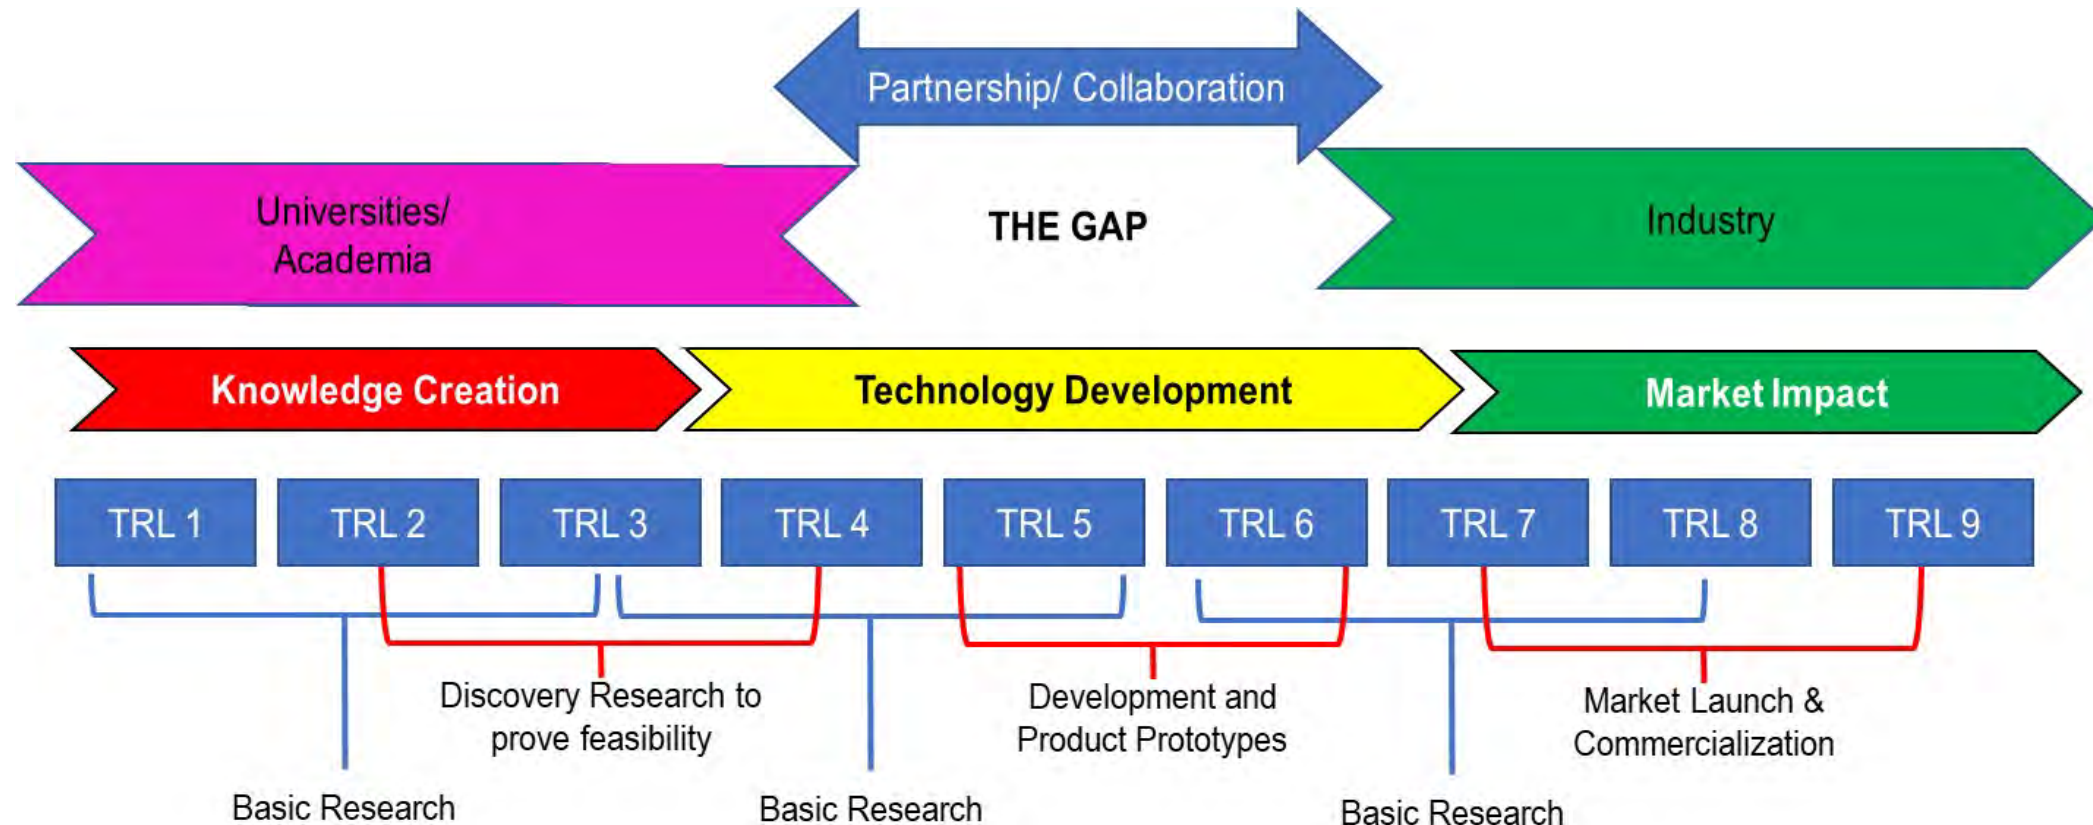 Partnership/ Collaboration
Universities/
Academia
THE GAP
Industry
Knowledge Creation
Technology Development
Market Impact
TRL 1
TRL 2
TRL 3
TRL 4
TRL 5
TRL 6
TRL 7
TRL 8
TRL 9
Discovery Research to
prove feasibility
Development and
Product Prototypes
Market Launch &
Commercialization
Basic Research
Basic Research
Basic Research